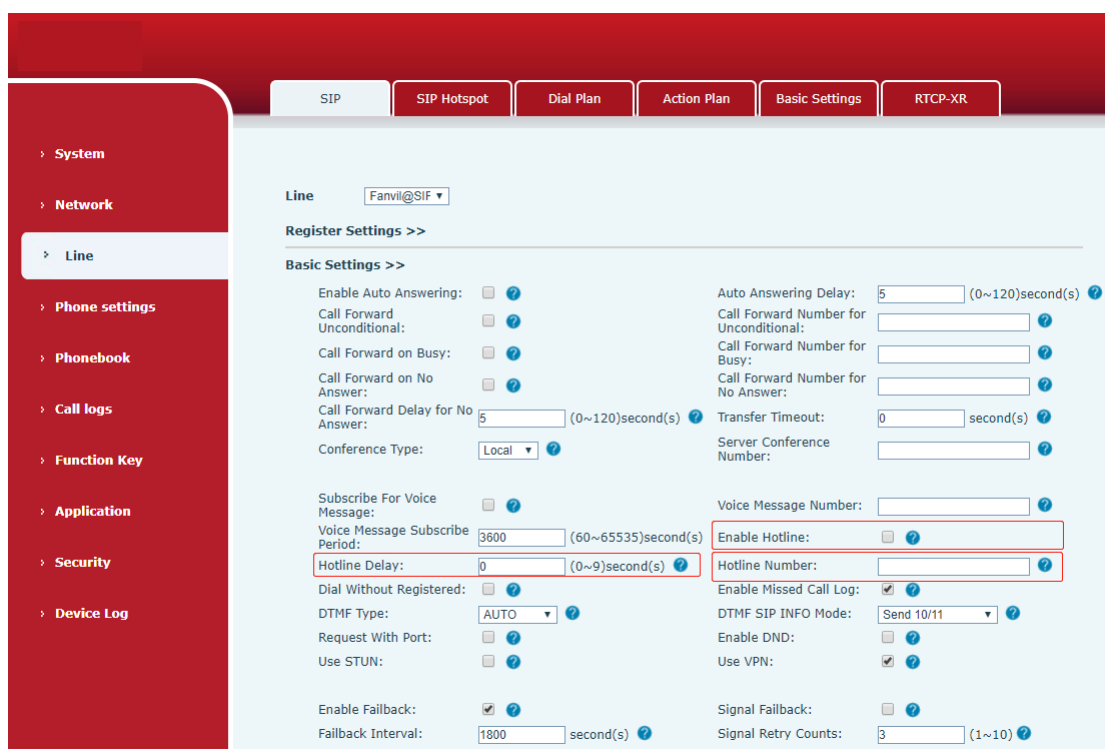 SIP SIP Hotspot Dial Plan Action Plan Basic Settings RTCP-XR
› System
› Network
› Line
› Phone settings
› Phonebook
› Call logs
› Function Key
› Application
› Security
› Device Log
Line Fanvil@SIF ▼
Register Settings >>
Basic Settings >>
Enable Auto Answering: ? Auto Answering Delay: 5 (0~120)second(s) ?
Call Forward
Unconditional: ? Call Forward Number for
Unconditional: ?
Call Forward on Busy: ? Call Forward Number for
Busy: ?
Call Forward on No
Answer: ? Call Forward Number for
No Answer: ?
Call Forward Delay for No
Answer: 5 (0~120)second(s) ? Transfer Timeout: 0 second(s) ?
Conference Type: Local ▼ ? Server Conference
Number: ?
Subscribe For Voice
Message: ? Voice Message Number: ?
Voice Message Subscribe
Period: 3600 (60~65535)second(s) Enable Hotline: ?
Hotline Delay: 0 (0~9)second(s) ? Hotline Number: ?
Dial Without Registered: ? Enable Missed Call Log: ✔ ?
DTMF Type: AUTO ▼ ? DTMF SIP INFO Mode: Send 10/11 ▼ ?
Request With Port: ? Enable DND: ?
Use STUN: ? Use VPN: ✔ ?
Enable Failback: ✔ ? Signal Failback: ?
Failback Interval: 1800 second(s) ? Signal Retry Counts: 3 (1~10) ?